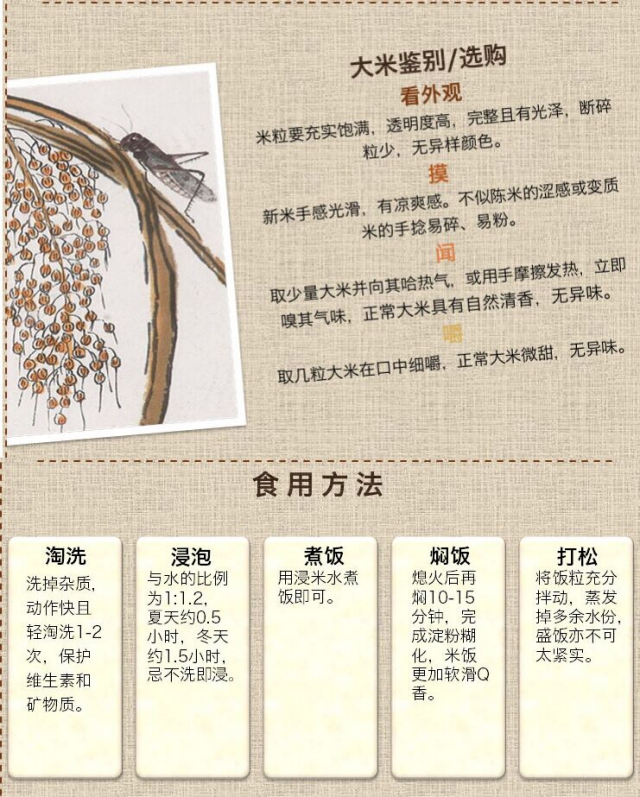 大米鉴别/选购
看外观
米粒要充实饱满，透明度高，完整且有光泽，断碎
粒少，无异样颜色。
摸
新米手感光滑，有凉爽感。不似陈米的涩感或变质
米的手捻易碎、易粉。
闻
取少量大米并向其哈热气，或用手摩擦发热，立即
嗅其气味，正常大米具有自然清香，无异味。
嚼
取几粒大米在口中细嚼，正常大米微甜，无异味。
食用方法
淘洗
洗掉杂质，
动作快且
轻淘洗1-2
次，保护
维生素和
矿物质。
浸泡
与水的比例
为1:1.2，
夏天约0.5
小时，冬天
约1.5小时，
忌不洗即浸。
煮饭
用浸米水煮
饭即可。
焖饭
熄火后再
焖10-15
分钟，完
成淀粉糊
化，米饭
更加软滑Q
香。
打松
将饭粒充分
拌动，蒸发
掉多余水份，
盛饭亦不可
太紧实。